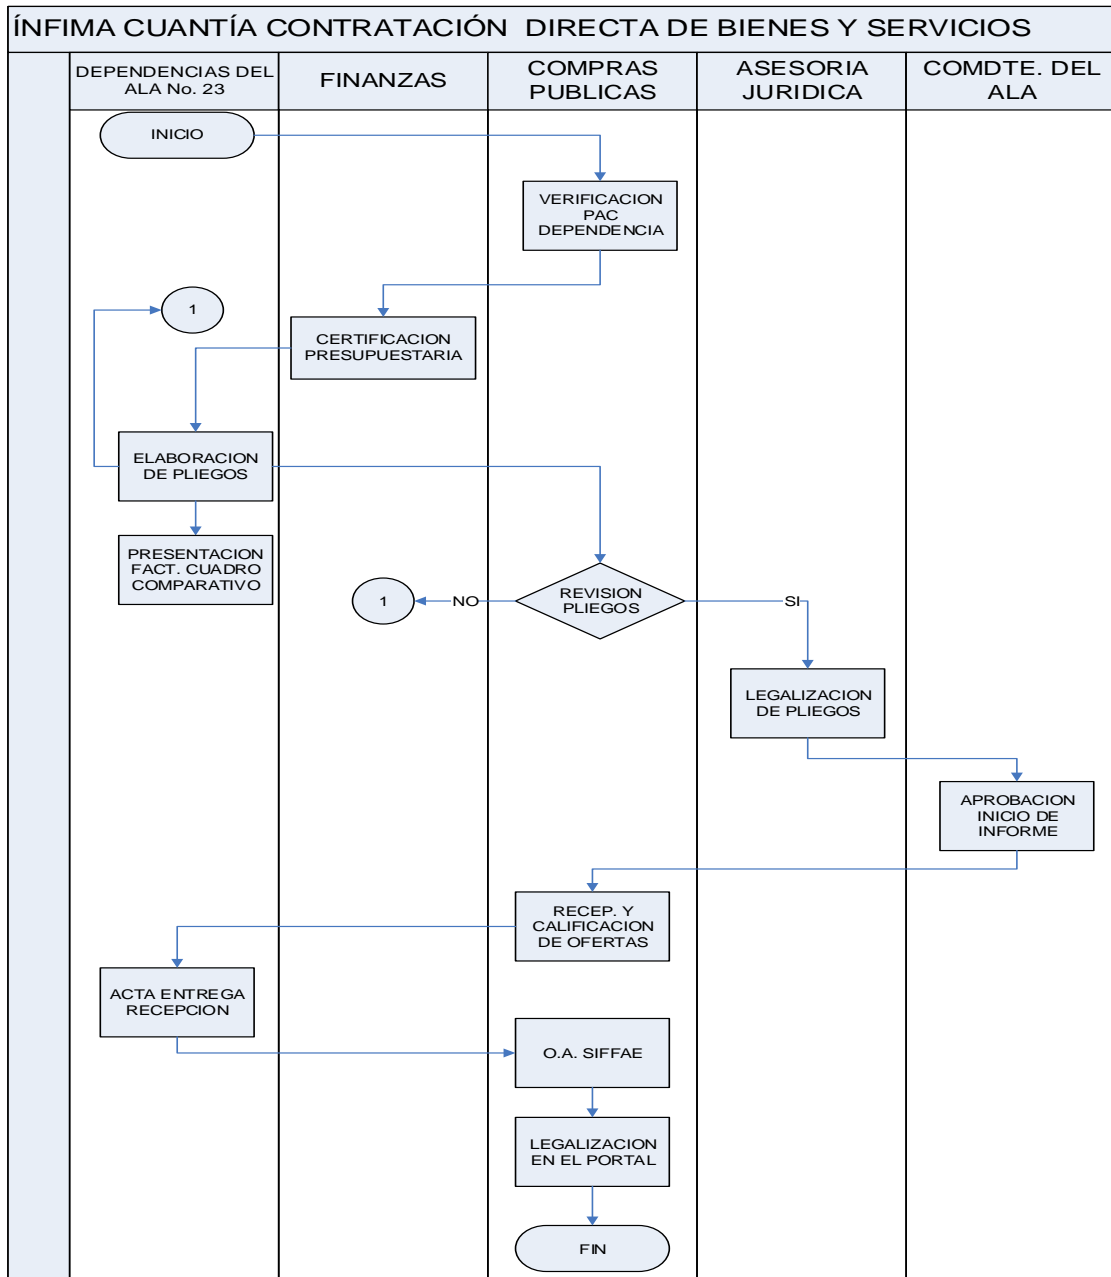 ÍNFIMA CUANTÍA CONTRATACIÓN DIRECTA DE BIENES Y SERVICIOS
DEPENDENCIAS DEL
ALA No. 23
FINANZAS
COMPRAS
PUBLICAS
ASESORIA
JURIDICA
COMDTE. DEL
ALA
INICIO
VERIFICACION
PAC
DEPENDENCIA
1
CERTIFICACION
PRESUPUESTARIA
ELABORACION
DE PLIEGOS
PRESENTACION
FACT. CUADRO
COMPARATIVO
1
NO
REVISION
PLIEGOS
SI
LEGALIZACION
DE PLIEGOS
APROBACION
INICIO DE
INFORME
RECEP. Y
CALIFICACION
DE OFERTAS
ACTA ENTREGA
RECEPCION
O.A. SIFFAE
LEGALIZACION
EN EL PORTAL
FIN